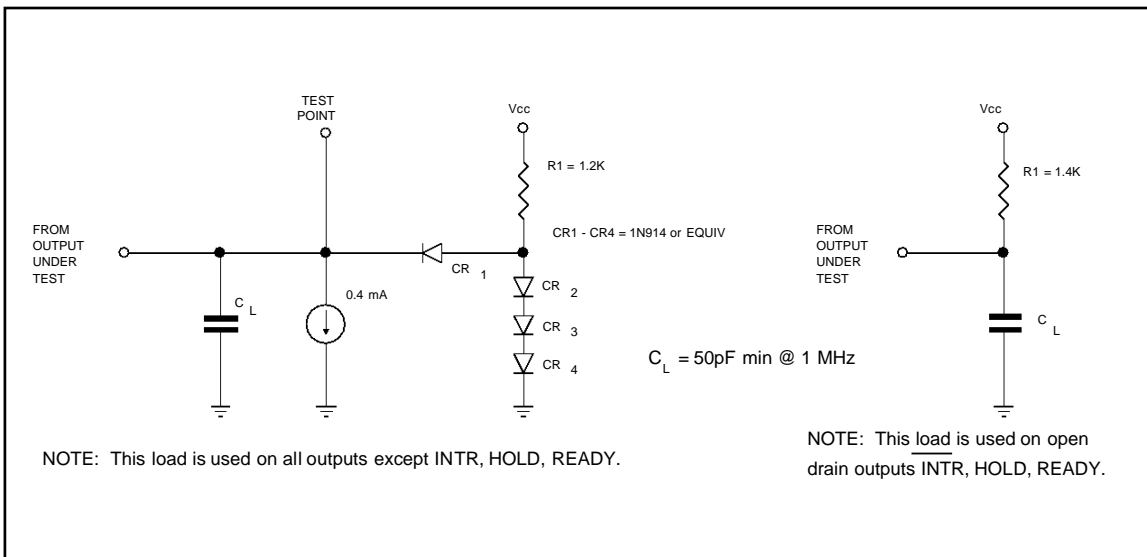 TEST
POINT
Vcc
R1 = 1.2K
FROM
OUTPUT
UNDER
TEST
CR1 - CR4 = 1N914 or EQUIV
CR 1
C L
0.4 mA
CR 2
CR 3
CR 4
C L = 50pF min @ 1 MHz
NOTE: This load is used on all outputs except INTR, HOLD, READY.
Vcc
R1 = 1.4K
FROM
OUTPUT
UNDER
TEST
C L
NOTE: This load is used on open
drain outputs INTR, HOLD, READY.